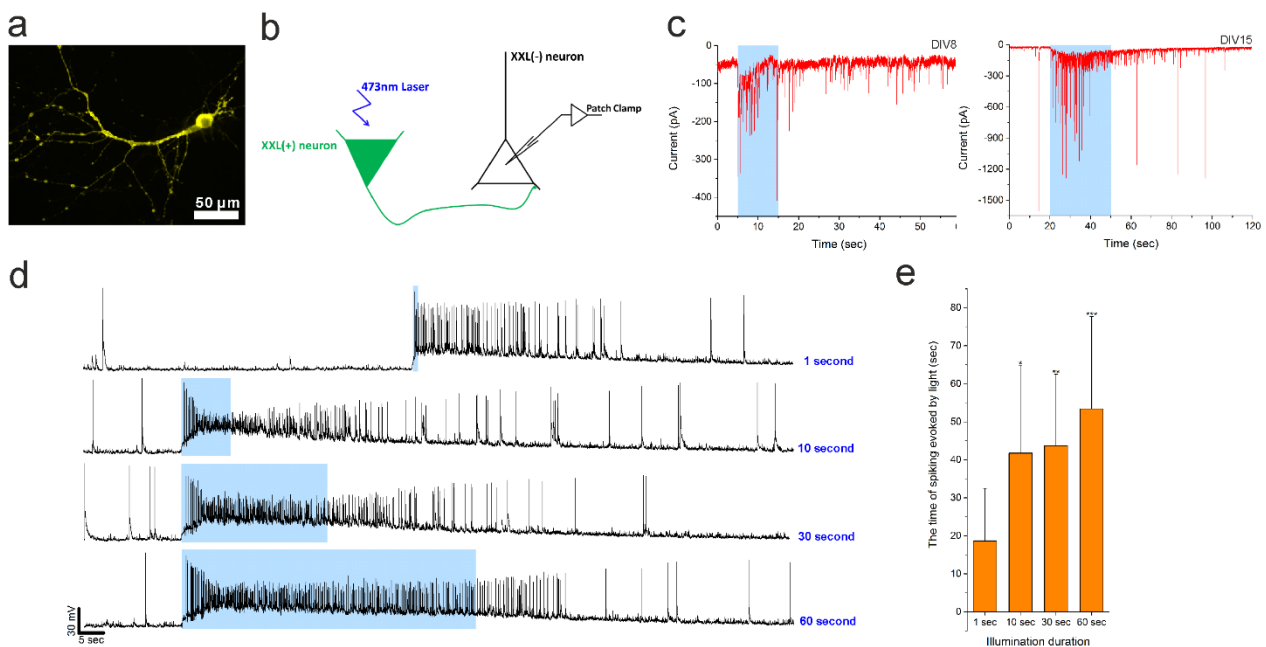 a
50 µm
b
473nm Laser
XXL(+) neuron
XXL(-) neuron
Patch Clamp
c
DIV8
Current (pA)
0
-100
-200
-300
-400
0 10 20 30 40 50
Time (sec)
DIV15
Current (pA)
0
-300
-600
-900
-1200
-1500
0 20 40 60 80 100 120
Time (sec)
d
1 second
10 second
30 second
60 second
30 mV
5 sec
e
The time of spiking evoked by light (sec)
80
70
60
50
40
30
20
10
0
*
**
***
1 sec 10 sec 30 sec 60 sec
Illumination duration